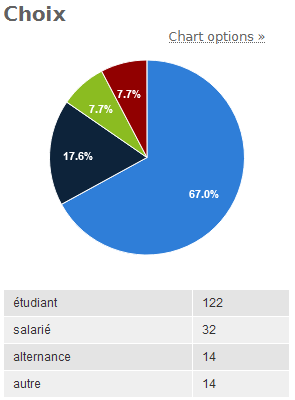 Choix
Chart options »
7.7%
7.7%
17.6%
67.0%
étudiant 122
salarié 32
alternance 14
autre 14